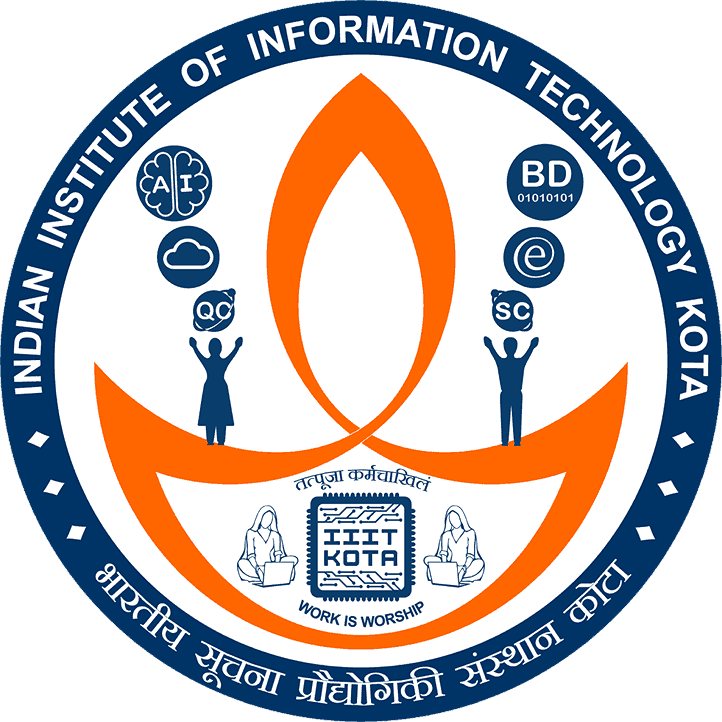 INDIAN INSTITUTE OF INFORMATION TECHNOLOGY KOTA
AI
BD
01010101
e
QC
SC
तत्पूजा कर्मचाखिलं
IIIT
KOTA
WORK IS WORSHIP
भारतीय सूचना प्रौद्योगिकी संस्थान कोटा